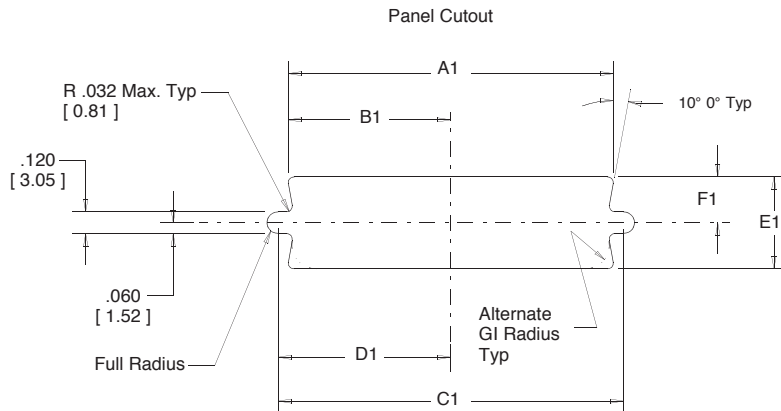 Panel Cutout
A1
R .032 Max. Typ
[ 0.81 ]
10° 0° Typ
B1
.120
[ 3.05 ]
F1
E1
.060
[ 1.52 ]
Alternate
GI Radius
Typ
Full Radius
D1
C1